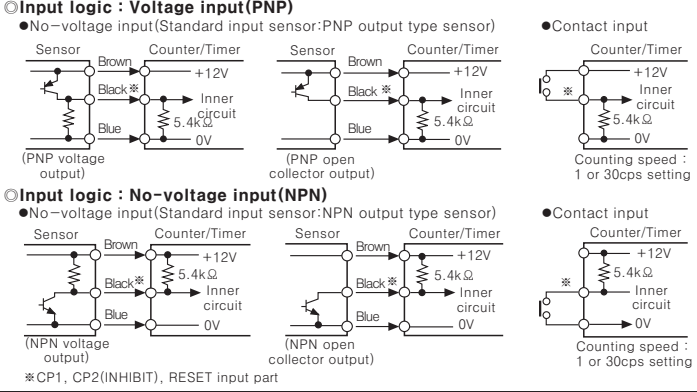 ◎Input logic : Voltage input(PNP)
●No-voltage input(Standard input sensor:PNP output type sensor)
●Contact input
Sensor
Counter/Timer
Brown
+12V
Black※
Inner
circuit
5.4kΩ
Blue
0V
(PNP voltage
output)
Sensor
Counter/Timer
Brown
+12V
Black※
Inner
circuit
5.4kΩ
Blue
0V
(PNP open
collector output)
Counter/Timer
+12V
※
Inner
circuit
5.4kΩ
0V
Counting speed :
1 or 30cps setting
◎Input logic : No-voltage input(NPN)
●No-voltage input(Standard input sensor:NPN output type sensor)
●Contact input
Sensor
Counter/Timer
Brown
+12V
5.4kΩ
Black※
Inner
circuit
Blue
0V
(NPN voltage
output)
Sensor
Counter/Timer
Brown
+12V
5.4kΩ
Black※
Inner
circuit
Blue
0V
(NPN open
collector output)
Counter/Timer
+12V
5.4kΩ
※
Inner
circuit
0V
Counting speed :
1 or 30cps setting
※CP1, CP2(INHIBIT), RESET input part